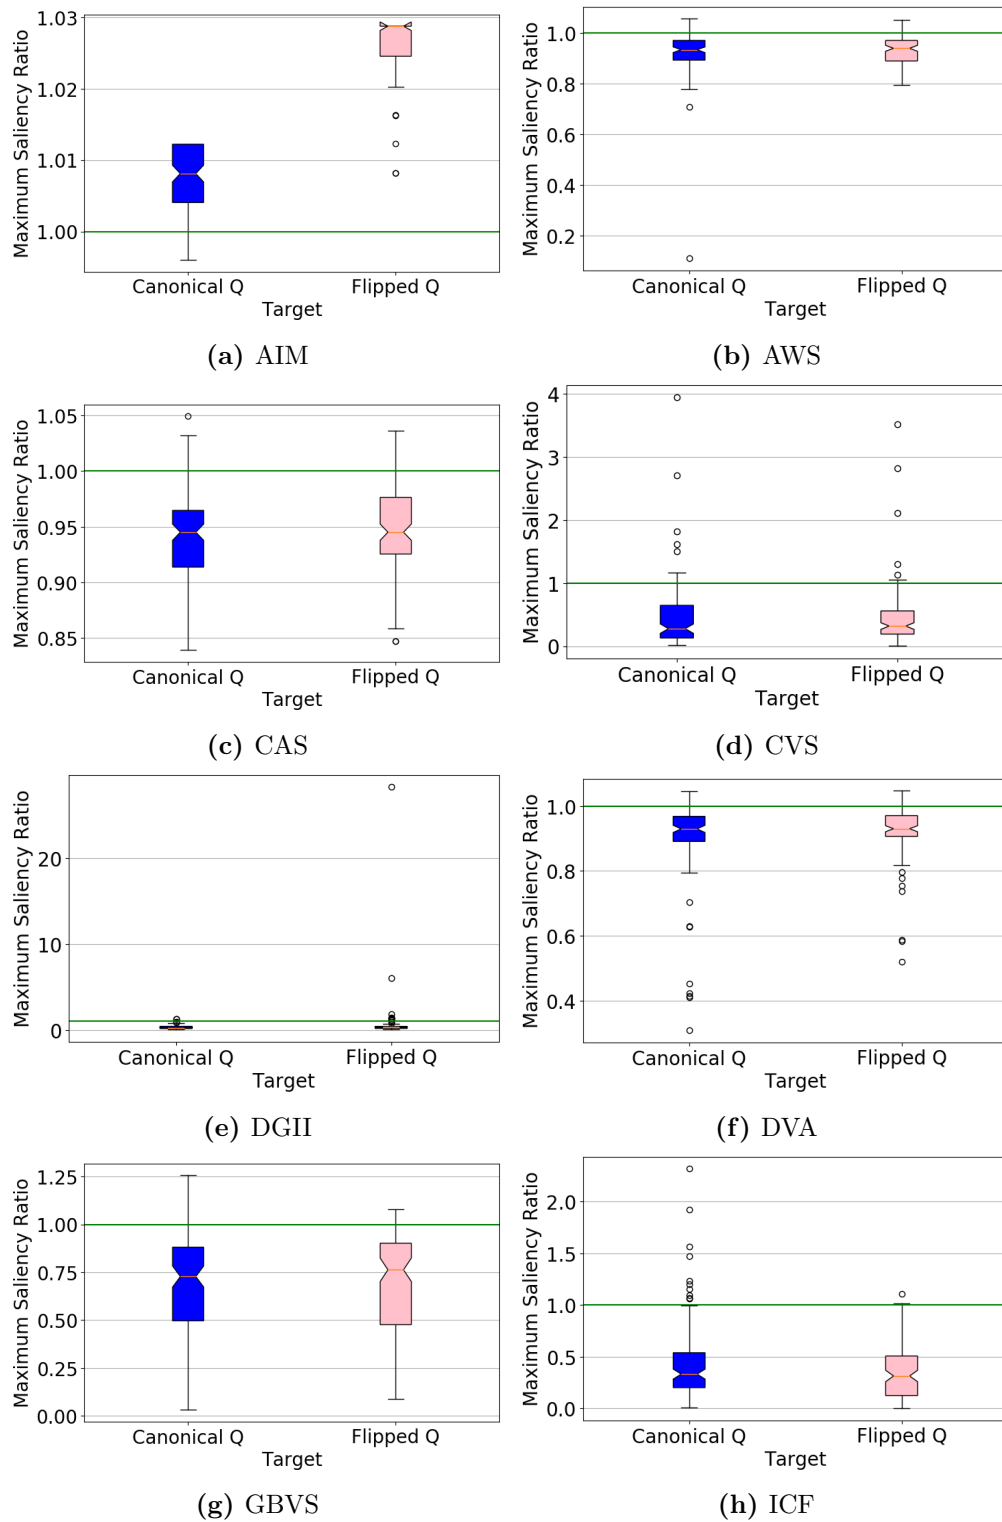 Maximum Saliency Ratio
1.03
1.02
1.01
1.00
Canonical Q Flipped Q
Target
(a) AIM
Maximum Saliency Ratio
1.0
0.8
0.6
0.4
0.2
Canonical Q Flipped Q
Target
(b) AWS
Maximum Saliency Ratio
1.05
1.00
0.95
0.90
0.85
Canonical Q Flipped Q
Target
(c) CAS
Maximum Saliency Ratio
4
3
2
1
0
Canonical Q Flipped Q
Target
(d) CVS
Maximum Saliency Ratio
20
10
0
Canonical Q Flipped Q
Target
(e) DGII
Maximum Saliency Ratio
1.0
0.8
0.6
0.4
Canonical Q Flipped Q
Target
(f) DVA
Maximum Saliency Ratio
1.25
1.00
0.75
0.50
0.25
0.00
Canonical Q Flipped Q
Target
(g) GBVS
Maximum Saliency Ratio
2.0
1.5
1.0
0.5
0.0
Canonical Q Flipped Q
Target
(h) ICF